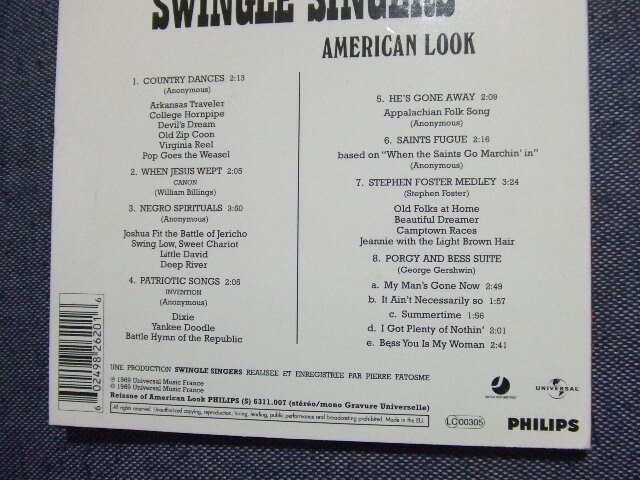 SWINGLE SINGERS
AMERICAN LOOK
1. COUNTRY DANCES 2:13
(Anonymous)
Arkansas Traveler
College Hornpipe
Devil's Dream
Old Zip Coon
Virginia Reel
Pop Goes the Weasel
2. WHEN JESUS WEPT 2:05
CANON
(William Billings)
3. NEGRO SPIRITUALS 3:50
(Anonymous)
Joshua Fit the Battle of Jericho
Swing Low, Sweet Chariot
Little David
Deep River
4. PATRIOTIC SONGS 2:05
INVENTION
(Anonymous)
Dixie
Yankee Doodle
Battle Hymn of the Republic
5. HE'S GONE AWAY 2:09
Appalachian Folk Song
(Anonymous)
6. SAINTS FUGUE 2:16
based on "When the Saints Go Marchin' in"
(Anonymous)
7. STEPHEN FOSTER MEDLEY 3:24
(Stephen Foster)
Old Folks at Home
Beautiful Dreamer
Camptown Races
Jeannie with the Light Brown Hair
8. PORGY AND BESS SUITE
(George Gershwin)
a. My Man's Gone Now 2:49
b. It Ain't Necessarily so 1:57
c. Summertime 1:56
d. I Got Plenty of Nothin' 2:01
e. Bess You Is My Woman 2:41
6 02498 26201 6
UNE PRODUCTION SWINGLE SINGERS REALISEE ET ENREGISTREE PAR PIERRE FATOSME
℗ 1969 Universal Music France
© 1969 Universal Music France
Reissue of American Look PHILIPS (S) 6311.007 (stéréo/mono Gravure Universelle)
All rights reserved. Unauthorized copying, reproduction, hiring, lending, public performance and broadcasting prohibited. Made in the EU.
LC 00305
UNIVERSAL
PHILIPS